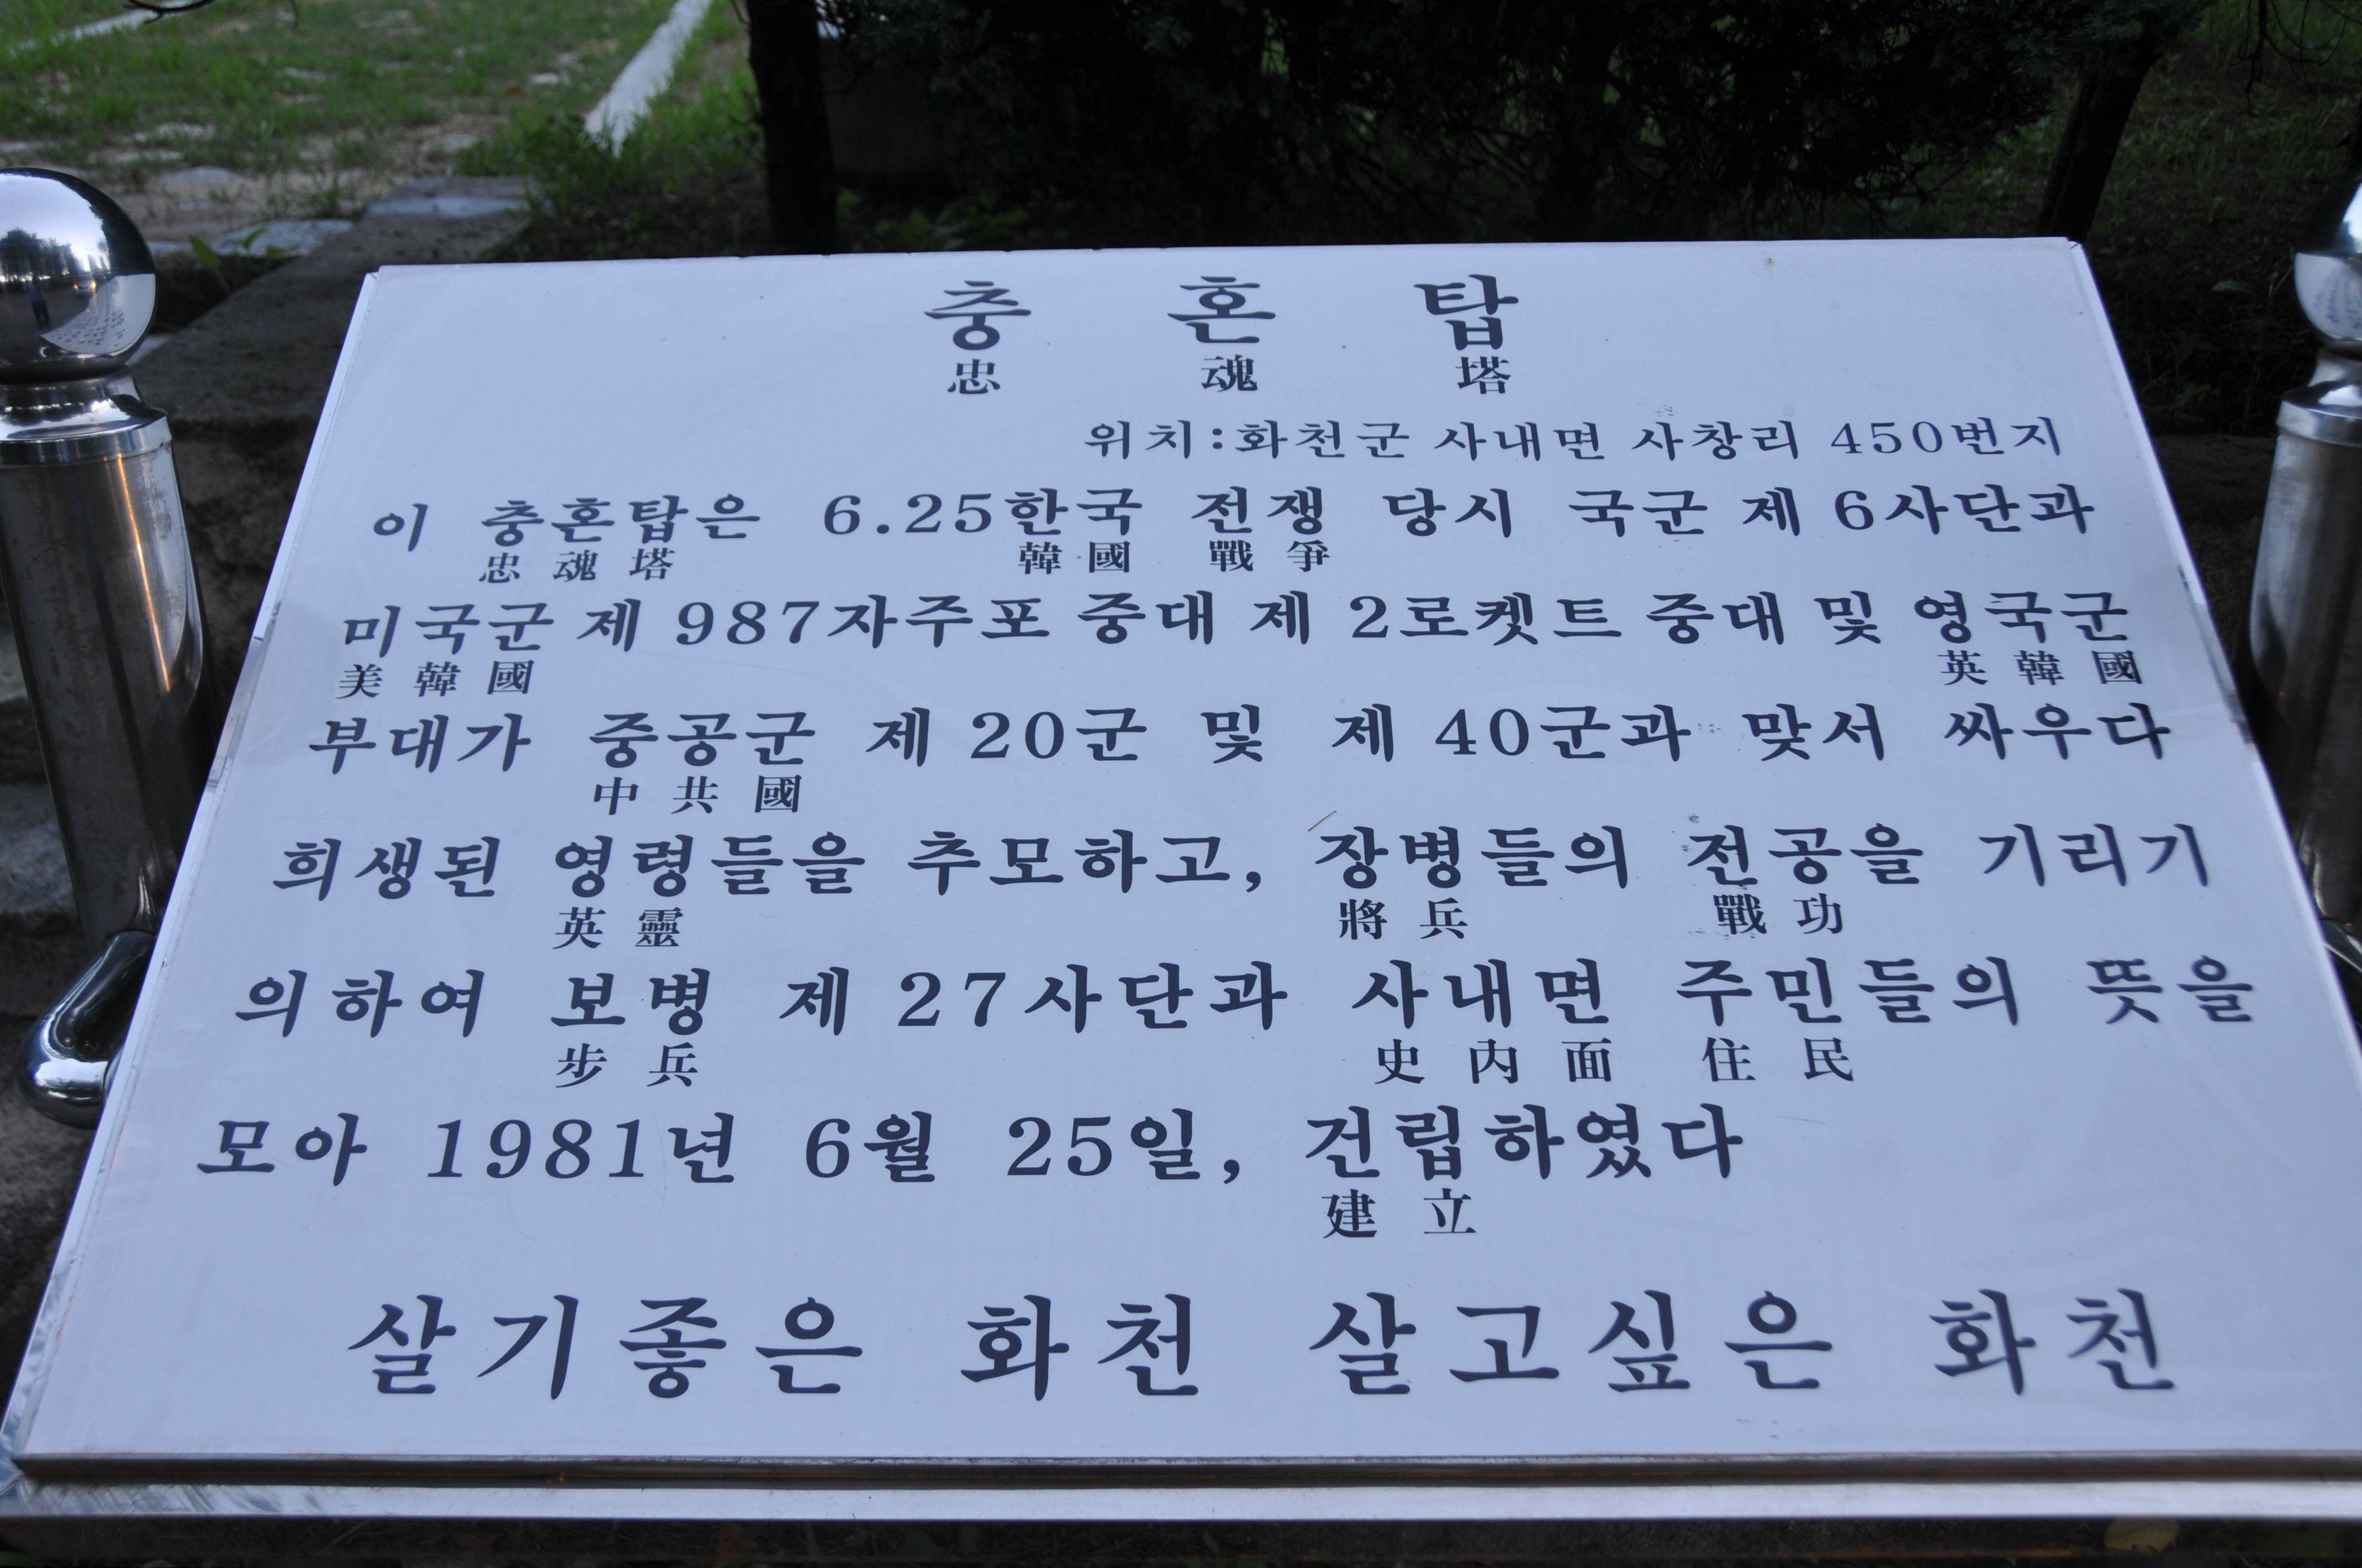 충 혼 탑
忠 魂 塔
위치:화천군 사내면 사창리 450번지
이 충혼탑은 6.25한국 전쟁 당시 국군 제 6사단과
忠 魂 塔 韓 國 戰 爭
미국군 제 987자주포 중대 제 2로켓트 중대 및 영국군
美 韓 國 英 韓 國
부대가 중공군 제 20군 및 제 40군과 맞서 싸우다
中 共 國
희생된 영령들을 추모하고, 장병들의 전공을 기리기
英 靈 將 兵 戰 功
의하여 보병 제 27사단과 사내면 주민들의 뜻을
步 兵 史 內 面 住 民
모아 1981년 6월 25일, 건립하였다
建 立
살기좋은 화천 살고싶은 화천